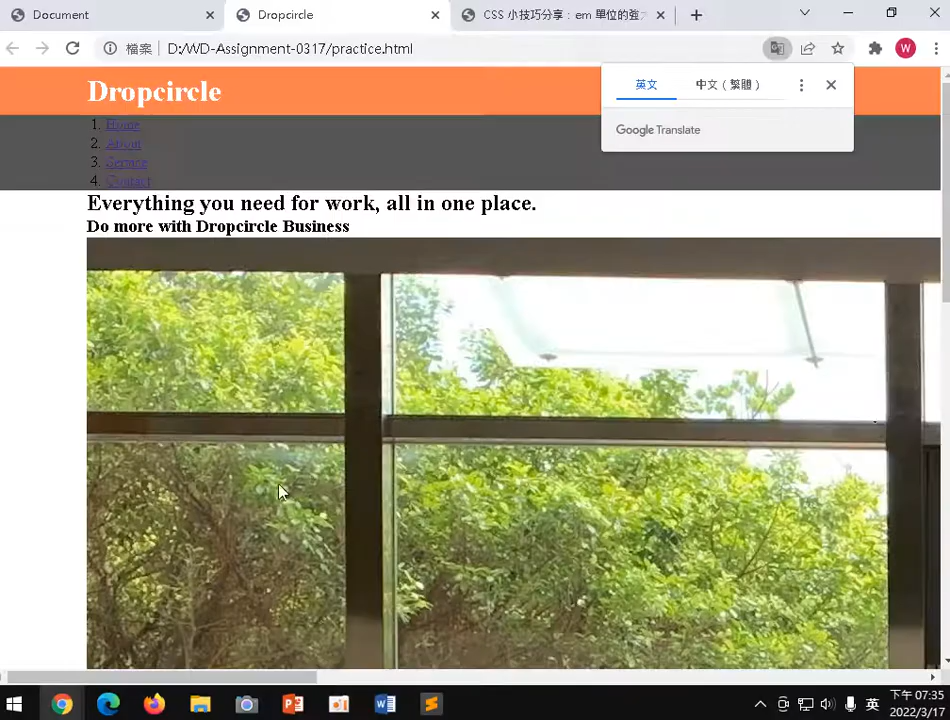 Document
Dropcircle
CSS 小技巧分享：em 單位的強
檔案
D:/WD-Assignment-0317/practice.html
W
英文
中文（繁體）
Google Translate
Dropcircle
1. Home
2. About
3. Service
4. Contact
Everything you need for work, all in one place.
Do more with Dropcircle Business
英
下午 07:35
2022/3/17